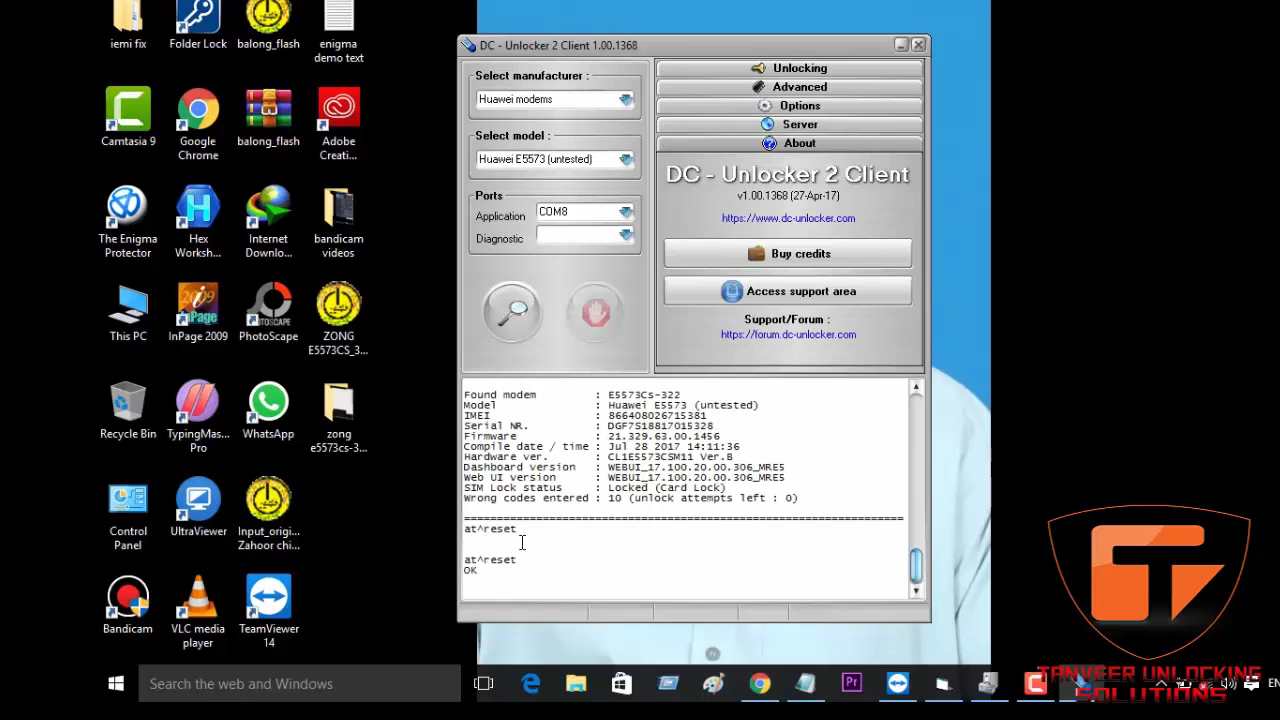 iemi fix
Folder Lock
balong_flash
enigma
demo text
Camtasia 9
Google
Chrome
balong_flash
Adobe
Creati...
The Enigma
Protector
Hex
Worksh...
Internet
Downlo...
bandicam
videos
This PC
2009
InPage
InPage 2009
PhotoScape
ZONG
E5573CS_3...
Recycle Bin
TypingMas...
Pro
WhatsApp
zong
e5573cs-3...
Control
Panel
UltraViewer
Input_origi...
Zahoor chi...
Bandicam
VLC media
player
TeamViewer
14
DC - Unlocker 2 Client 1.00.1368
Select manufacturer :
Huawei modems
Select model :
Huawei E5573 (untested)
Ports
Application
COM8
Diagnostic
Unlocking
Advanced
Options
Server
About
DC - Unlocker 2 Client
v1.00.1368 (27-Apr-17)
https://www.dc-unlocker.com
Buy credits
Access support area
Support/Forum :
https://forum.dc-unlocker.com
Found modem : E5573Cs-322
Model : Huawei E5573 (untested)
IMEI : 866408026715381
Serial NR. : DGF7S18817015328
Firmware : 21.329.63.00.1456
Compile date / time : Jul 28 2017 14:11:36
Hardware ver. : CL1E5573CSM11 Ver.B
Dashboard version : WEBUI_17.100.20.00.306_MRE5
Web UI version : WEBUI_17.100.20.00.306_MRE5
SIM Lock status : Locked (Card Lock)
Wrong codes entered : 10 (unlock attempts left : 0)
===================================================================
at^reset
at^reset
OK
Search the web and Windows
Pr
EN
TANVEER UNLOCKING
SOLUTIONS